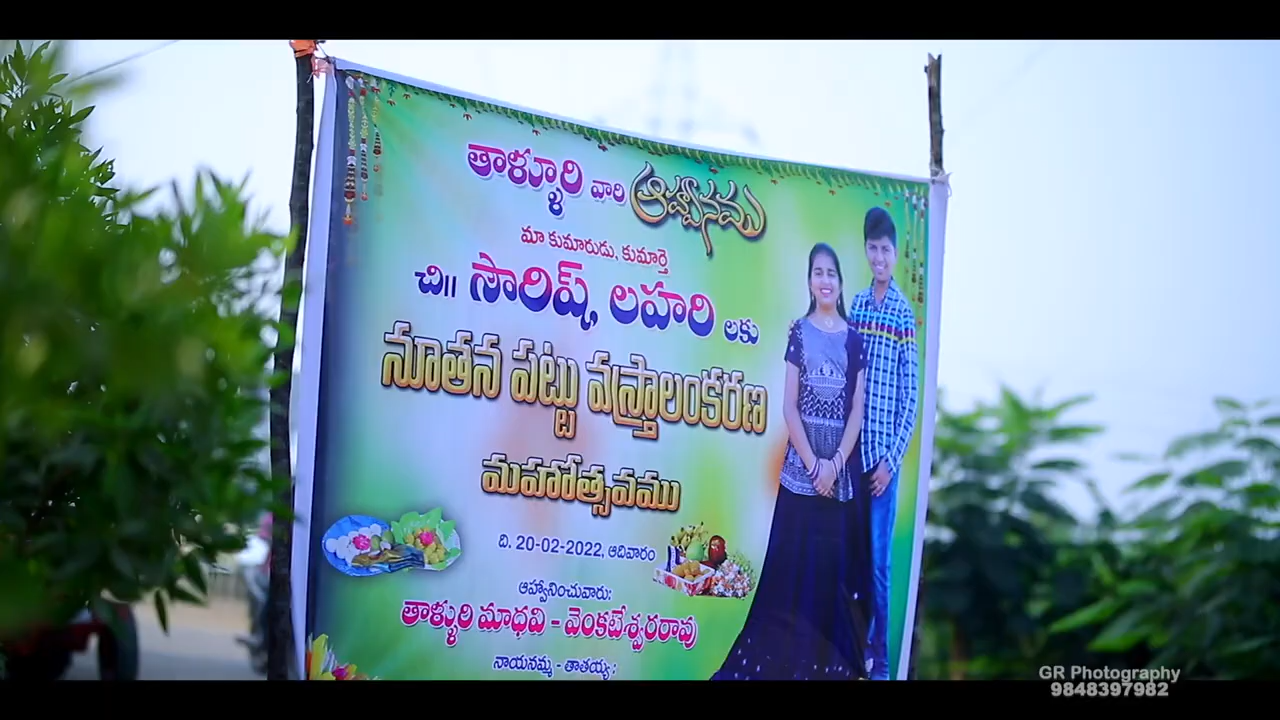 తాళ్ళూరి వారి ఆహ్వానము
మా కుమారుడు, కుమార్తె
చి॥ సారిష్, లహరి లకు
నూతన పట్టు వస్త్రాలంకరణ
మహోత్సవము
ది. 20-02-2022, ఆదివారం
ఆహ్వానించువారు:
తాళ్ళురి మాధవి - వెంకటేశ్వరరావు
నాయనమ్మ - తాతయ్య :
GR Photography
9848397982